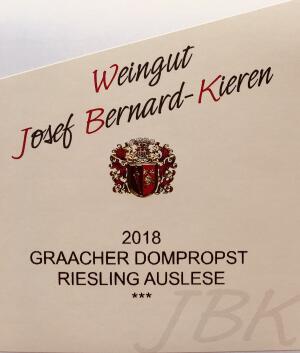 Weingut
Josef Bernard-Kieren
2018
GRAACHER DOMPROPST
RIESLING AUSLESE
***
JBK